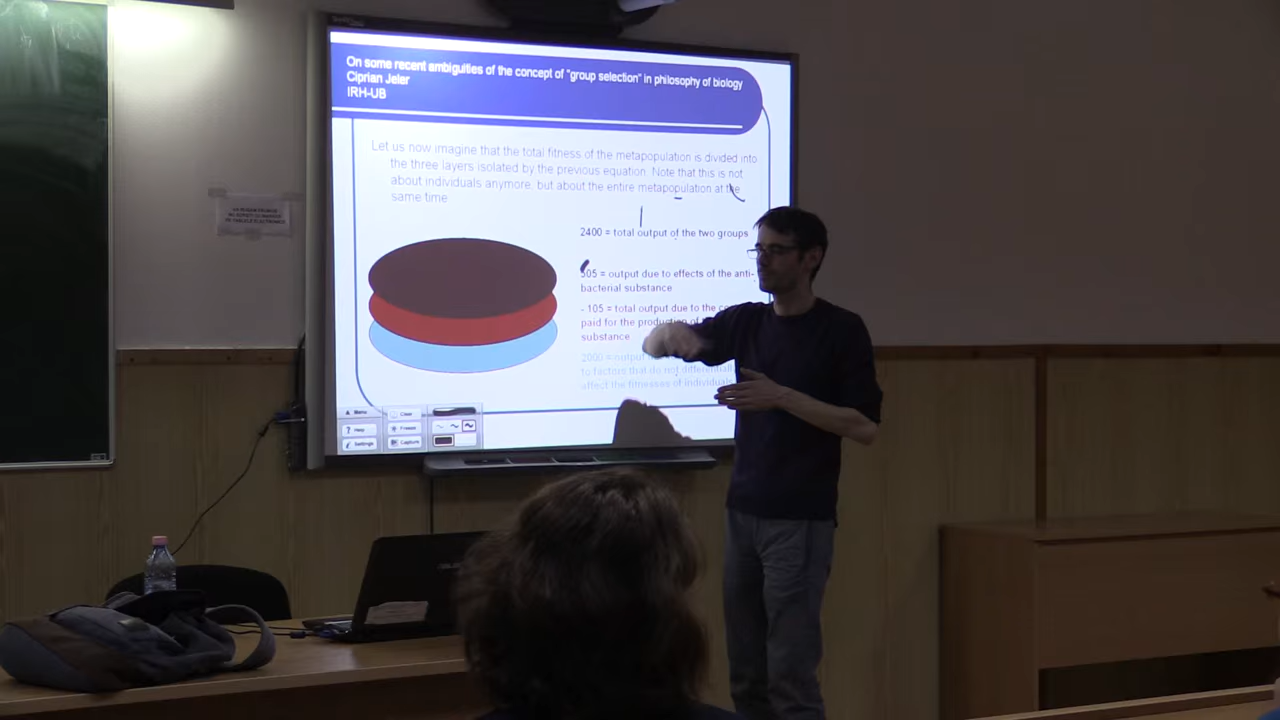 On some recent ambiguities of the concept of "group selection" in philosophy of biology
Ciprian Jeler
IRH-UB
Let us now imagine that the total fitness of the metapopulation is divided into
the three layers isolated by the previous equation. Note that this is not
about individuals anymore, but about the entire metapopulation at the
same time
2400 = total output of the two groups
505 = output due to effects of the anti-
bacterial substance
- 105 = total output due to the
paid for the production of
substance
2000 = output
to factors that do not differentially
affect the fitnesses of individuals
Menu
Help
Settings
Clear
Freeze
Capture